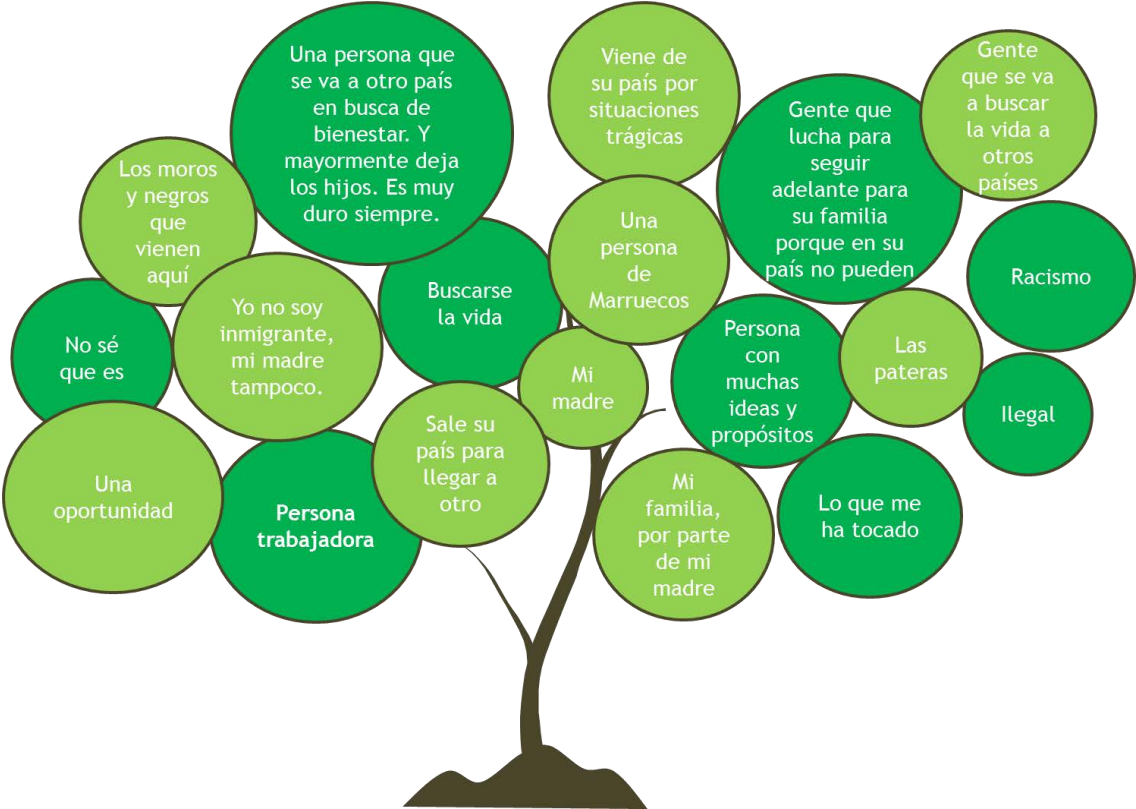 Una persona que
se va a otro país
en busca de
bienestar. Y
mayormente deja
los hijos. Es muy
duro siempre.
Viene de
su país por
situaciones
trágicas
Gente
que se va
a buscar
la vida a
otros
países
Gente que
lucha para
seguir
adelante para
su familia
porque en su
país no pueden
Los moros
y negros
que
vienen
aquí
Una
persona
de
Marruecos
Racismo
Buscarse
la vida
Yo no soy
inmigrante,
mi madre
tampoco.
No sé
que es
Persona
con
muchas
ideas y
propósitos
Las
pateras
Mi
madre
Ilegal
Sale su
país para
llegar a
otro
Una
oportunidad
Persona
trabajadora
Mi
familia,
por parte
de mi
madre
Lo que me
ha tocado